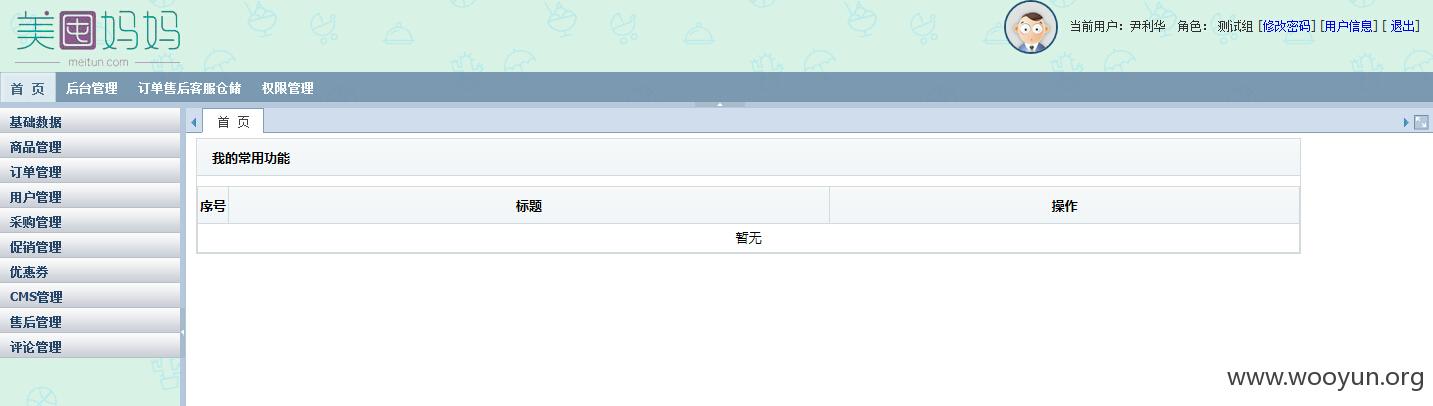 美囤妈妈
meitun.com
当前用户：尹利华 角色： 测试组 [修改密码] [用户信息] [ 退出]
首 页 后台管理 订单售后客服仓储 权限管理
基础数据
商品管理
订单管理
用户管理
采购管理
促销管理
优惠券
CMS管理
售后管理
评论管理
首 页
我的常用功能
序号 标题 操作
暂无
www.wooyun.org